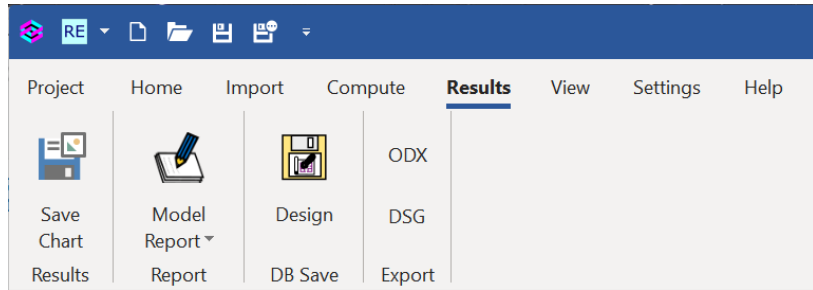 RE
Project Home Import Compute Results View Settings Help
ODX
Save Chart Model Report Design DSG
Results Report DB Save Export